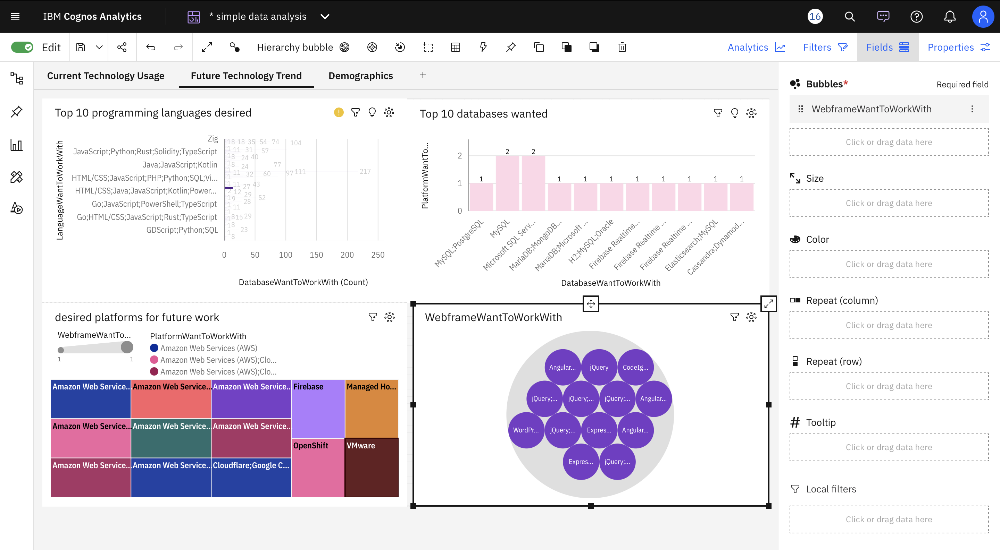 IBM Cognos Analytics
* simple data analysis
16
Edit
Hierarchy bubble
Analytics
Filters
Fields
Properties
Current Technology Usage
Future Technology Trend
Demographics
+
Top 10 programming languages desired
LanguageWantToWorkWith
Zig
JavaScript;Python;Rust;Solidity;TypeScript
Java;JavaScript;Kotlin
HTML/CSS;JavaScript;PHP;Python;SQL;Vi...
HTML/CSS;Java;JavaScript;Kotlin;Power...
Go;JavaScript;PowerShell;TypeScript
Go;HTML/CSS;JavaScript;Rust;TypeScript
GDScript;Python;SQL
18 18 35 54 74 104
1 11 31 57
18 24 40
18 24 77
1 11 32 60 97 111 217
1
1 11 27 43
2 12 29
1 9 28 52
1 11
1
18 15 29
18
1 23
8
0 50 100 150 200 250
DatabaseWantToWorkWith (Count)
Top 10 databases wanted
PlatformWantTo...
2
1
0
1 2 2 1 1 1 1 1 1 1 1
MySQL;PostgreSQL
MySQL
Microsoft SQL Serv...
MariaDB;MongoDB...
MariaDB;Microsoft ...
H2;MySQL;Oracle
Firebase Realtime...
Firebase Realtime ...
Firebase Realtime ...
Elasticsearch;MySQL
Cassandra;Dynamod...
DatabaseWantToWorkWith
desired platforms for future work
WebframeWantTo...
1 1
PlatformWantToWorkWith
Amazon Web Services (AWS)
Amazon Web Services (AWS);Clo...
Amazon Web Services (AWS);Clo...
Amazon Web Service... Amazon Web Service... Amazon Web Service... Firebase Managed Ho...
Amazon Web Service... Amazon Web Service... Amazon Web Service...
OpenShift VMware
Amazon Web Service... Amazon Web Service... Cloudflare;Google C...
WebframeWantToWorkWith
Angular... jQuery CodeIg...
jQuery;... jQuery;... jQuery;... Angular...
WordPr... jQuery;... Expres... Angular...
Expres... jQuery;...
Bubbles*
Required field
WebframeWantToWorkWith
Click or drag data here
Size
Click or drag data here
Color
Click or drag data here
Repeat (column)
Click or drag data here
Repeat (row)
Click or drag data here
Tooltip
Click or drag data here
Local filters
Click or drag data here